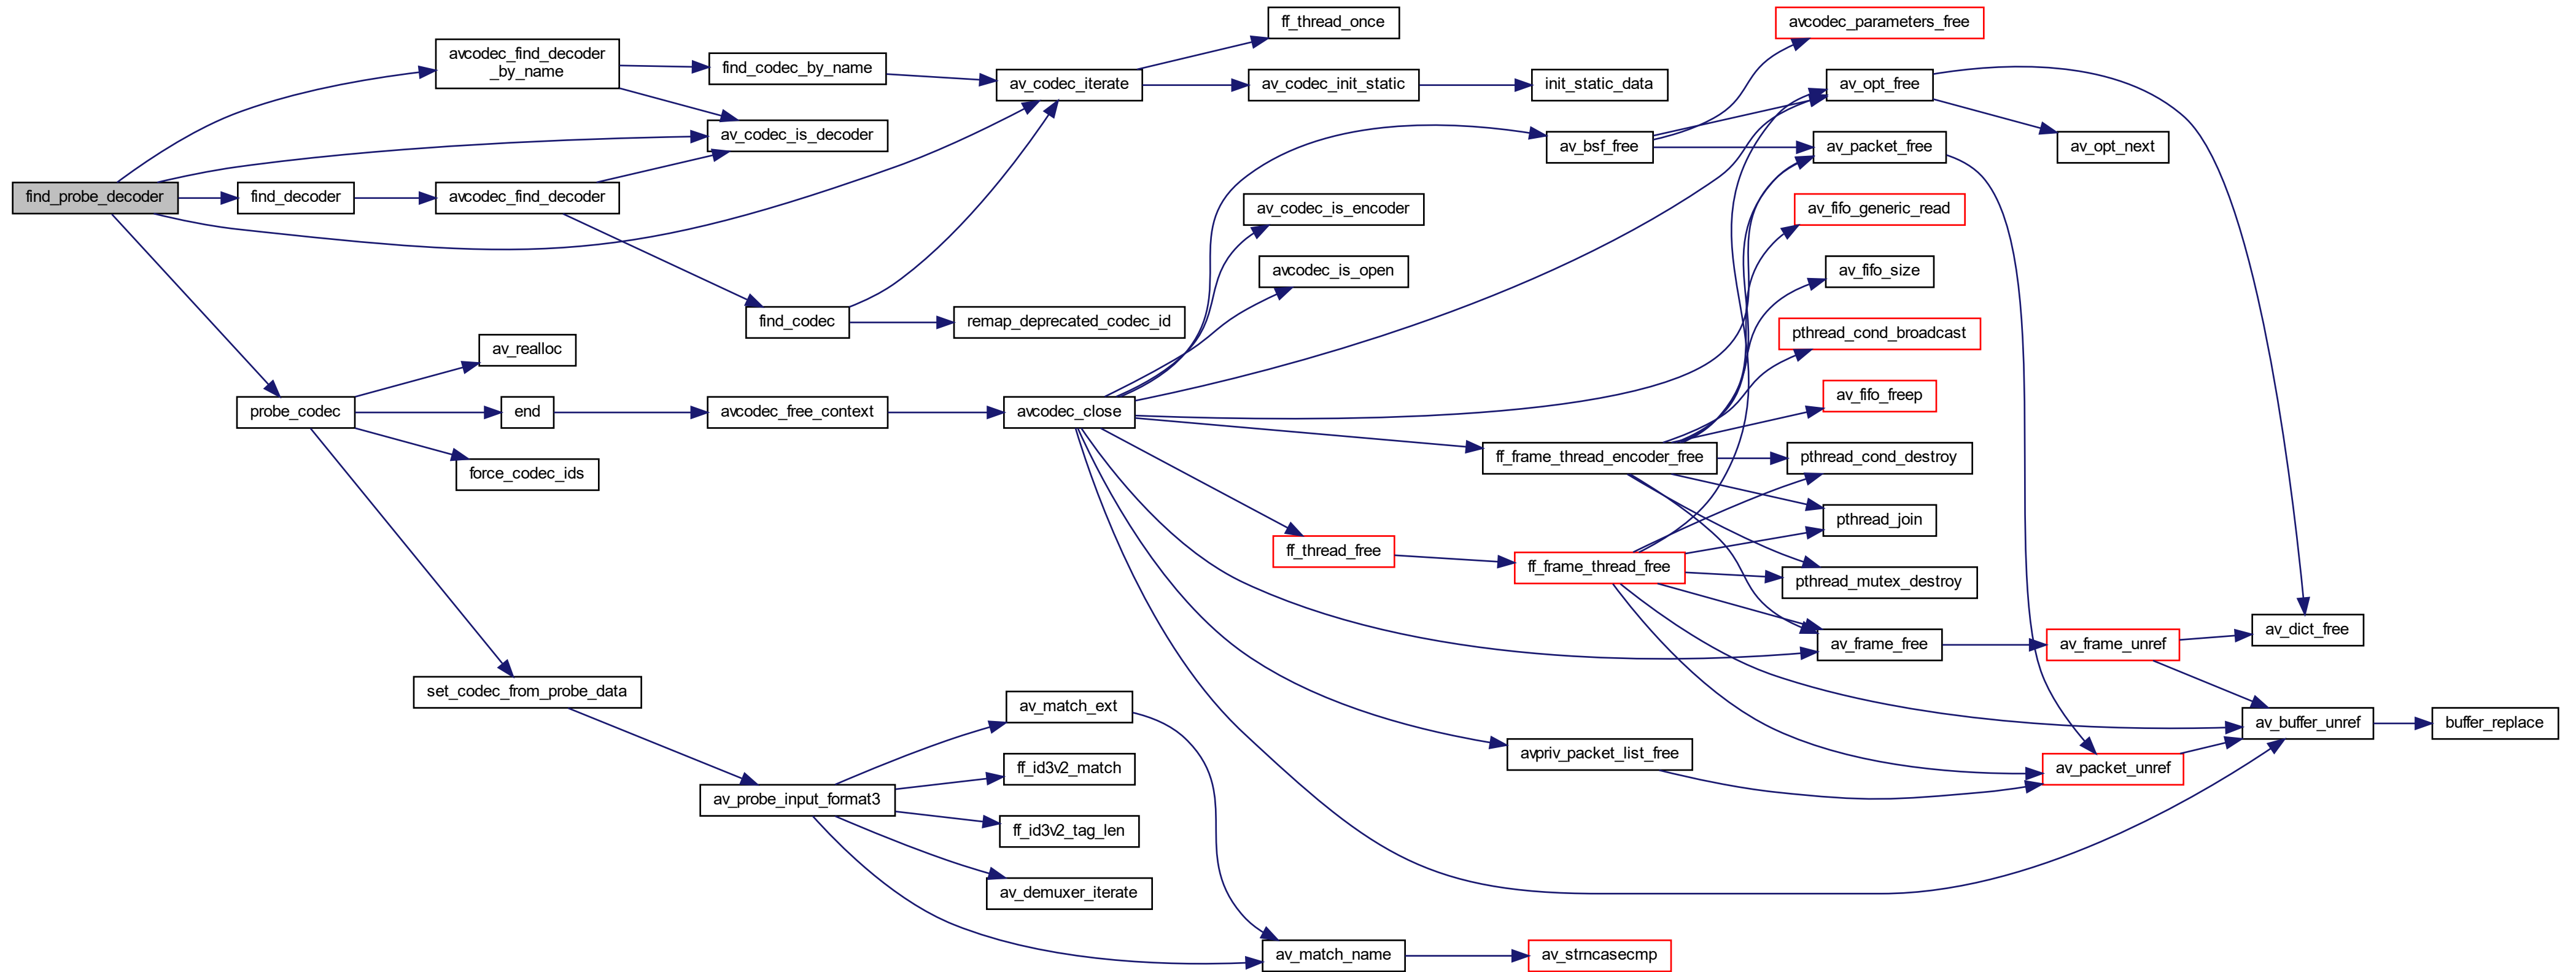 find_probe_decoder
avcodec_find_decoder
_by_name
find_decoder
avcodec_find_decoder
find_codec_by_name
av_codec_is_decoder
find_codec
av_codec_iterate
remap_deprecated_codec_id
ff_thread_once
av_codec_init_static
init_static_data
probe_codec
av_realloc
end
force_codec_ids
set_codec_from_probe_data
avcodec_free_context
avcodec_close
av_codec_is_encoder
avcodec_is_open
ff_thread_free
av_bsf_free
ff_frame_thread_encoder_free
ff_frame_thread_free
avpriv_packet_list_free
avcodec_parameters_free
av_opt_free
av_packet_free
av_fifo_generic_read
av_fifo_size
pthread_cond_broadcast
av_fifo_freep
pthread_cond_destroy
pthread_join
pthread_mutex_destroy
av_frame_free
av_opt_next
av_frame_unref
av_packet_unref
av_dict_free
av_buffer_unref
buffer_replace
av_probe_input_format3
av_match_ext
ff_id3v2_match
ff_id3v2_tag_len
av_demuxer_iterate
av_match_name
av_strncasecmp